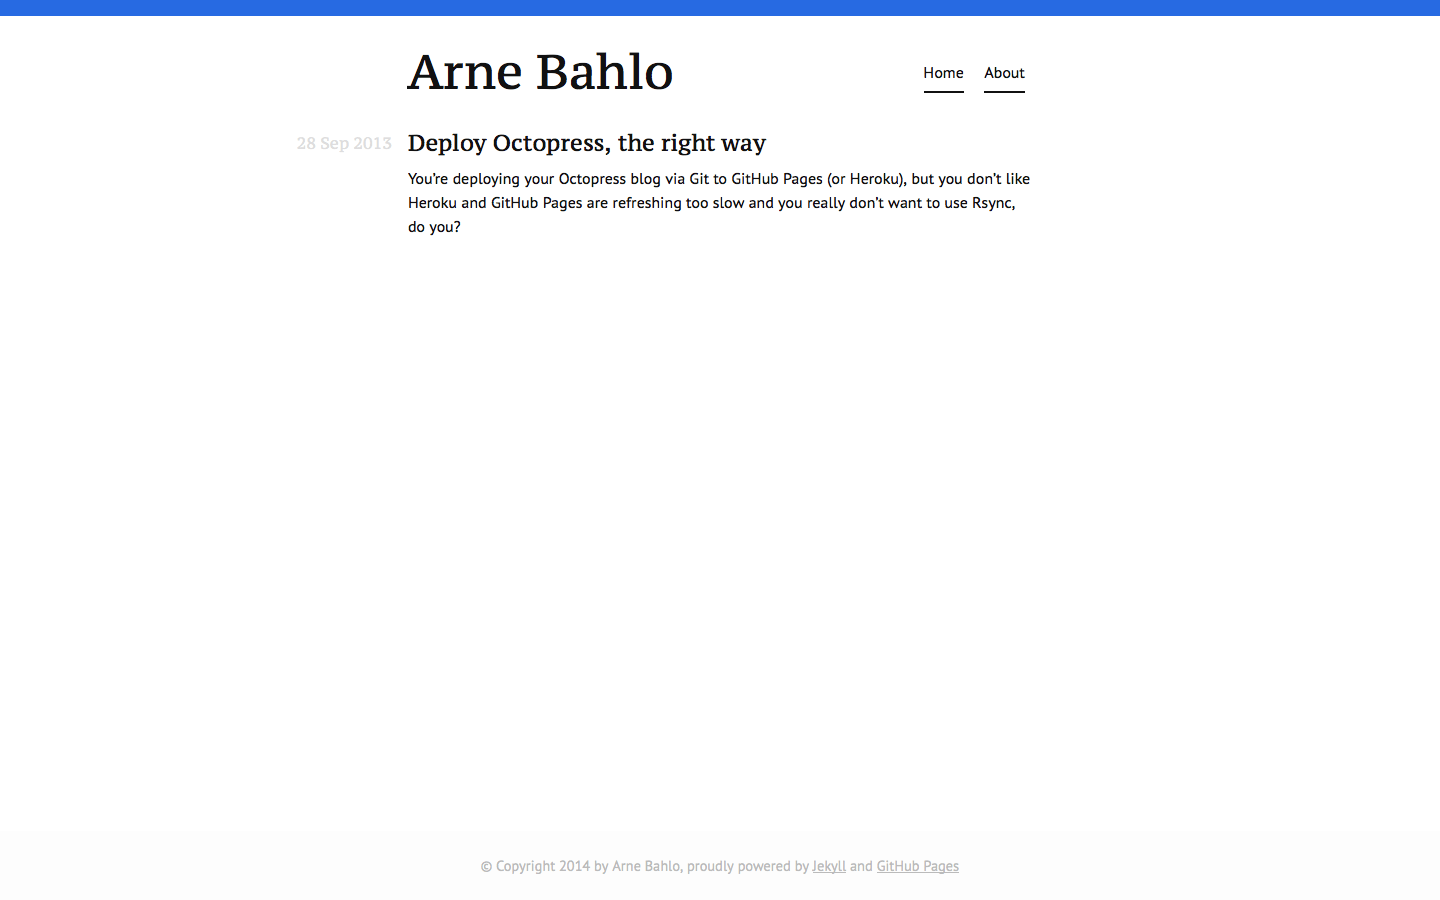 Arne Bahlo
Home About
28 Sep 2013
Deploy Octopress, the right way
You’re deploying your Octopress blog via Git to GitHub Pages (or Heroku), but you don’t like
Heroku and GitHub Pages are refreshing too slow and you really don’t want to use Rsync,
do you?
© Copyright 2014 by Arne Bahlo, proudly powered by Jekyll and GitHub Pages